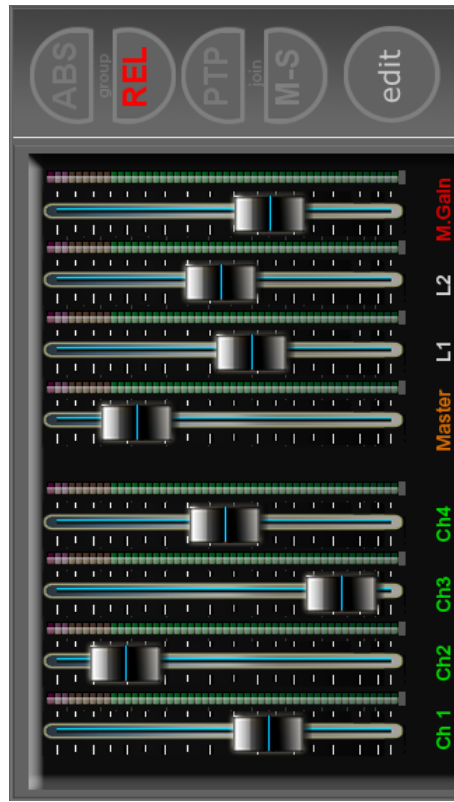 ABS
group
REL
PTP
join
M-S
edit
Ch 1
Ch2
Ch3
Ch4
Master
L1
L2
M.Gain